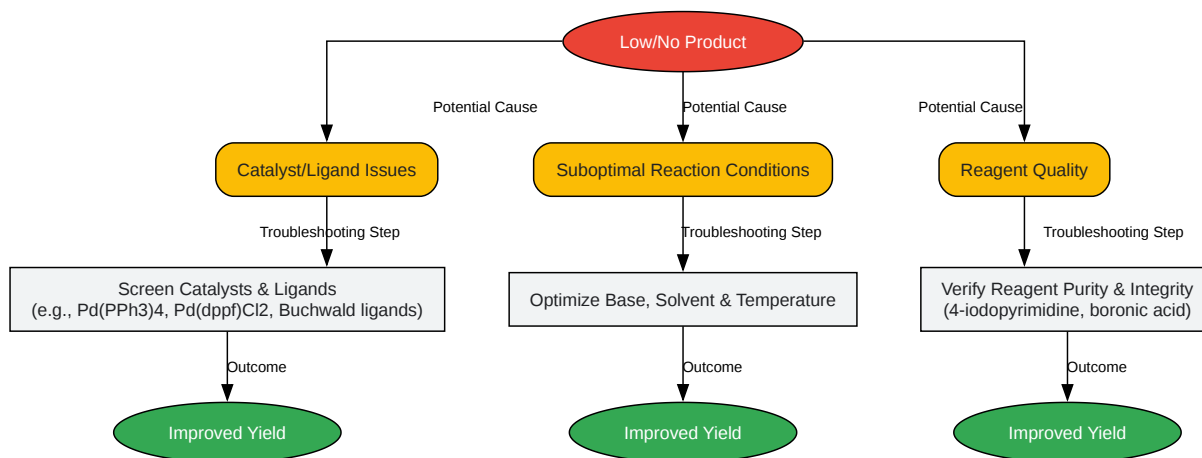 Low/No Product
Potential Cause
Potential Cause
Potential Cause
Catalyst/Ligand Issues
Suboptimal Reaction Conditions
Reagent Quality
Troubleshooting Step
Troubleshooting Step
Troubleshooting Step
Screen Catalysts & Ligands
(e.g., Pd(PPh3)4, Pd(dppf)Cl2, Buchwald ligands)
Optimize Base, Solvent & Temperature
Verify Reagent Purity & Integrity
(4-iodopyrimidine, boronic acid)
Outcome
Outcome
Outcome
Improved Yield
Improved Yield
Improved Yield